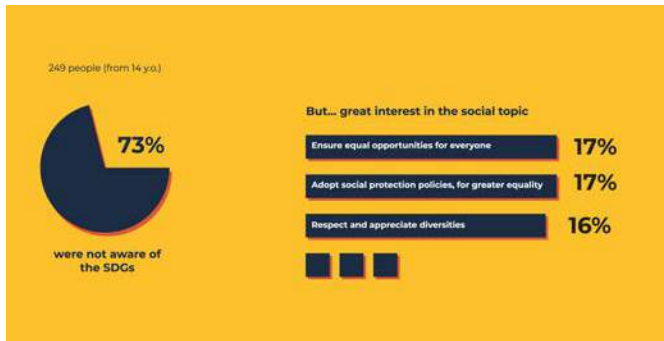 249 people (from 14 y.o.)
73%
were not aware of
the SDGs
But... great interest in the social topic
Ensure equal opportunities for everyone
17%
Adopt social protection policies, for greater equality
17%
Respect and appreciate diversities
16%